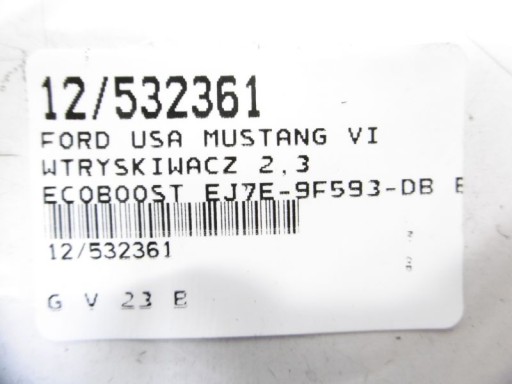 12/532361
FORD USA MUSTANG VI
WTRYSKIWACZ 2,3
ECOBOOST EJ7E-9F593-DB E
12/532361
G V 23 B